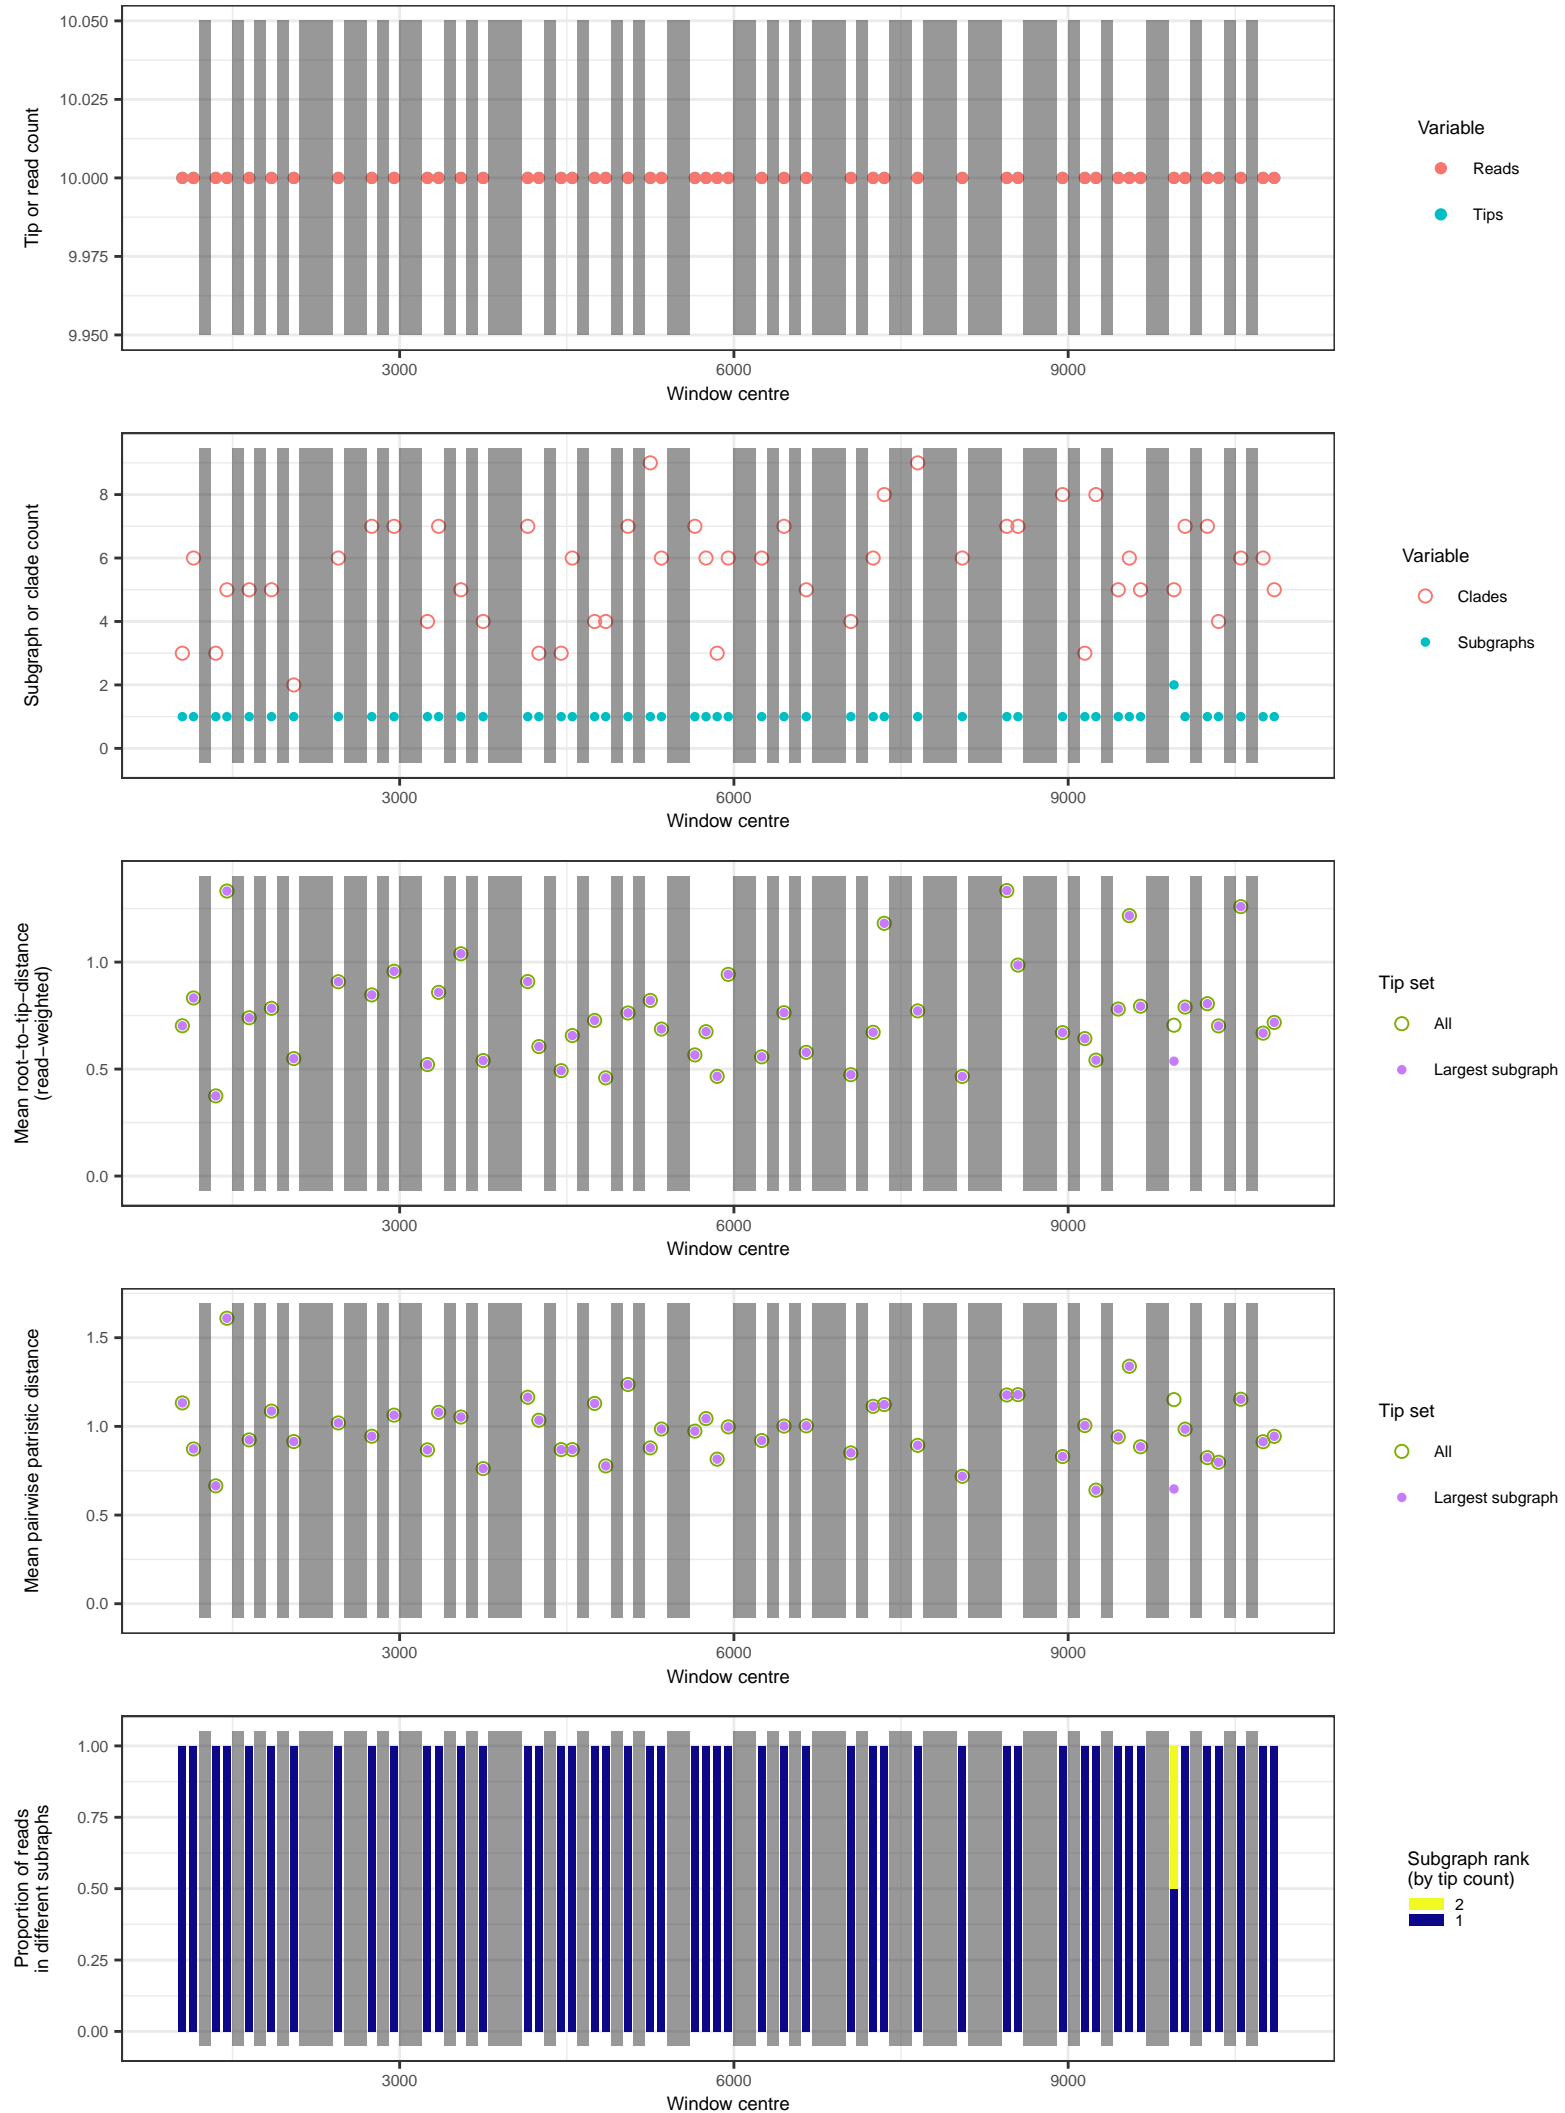 10.050
10.025
10.000
9.975
9.950
Tip or read count
3000
6000
9000
Window centre
Variable
Reads
Tips
8
6
4
2
0
Subgraph or clade count
3000
6000
9000
Window centre
Variable
Clades
Subgraphs
1.0
0.5
0.0
Mean root−to−tip−distance
(read−weighted)
3000
6000
9000
Window centre
Tip set
All
Largest subgraph
1.5
1.0
0.5
0.0
Mean pairwise patristic distance
3000
6000
9000
Window centre
Tip set
All
Largest subgraph
1.00
0.75
0.50
0.25
0.00
Proportion of reads
in different subraphs
3000
6000
9000
Window centre
Subgraph rank
(by tip count)
2
1